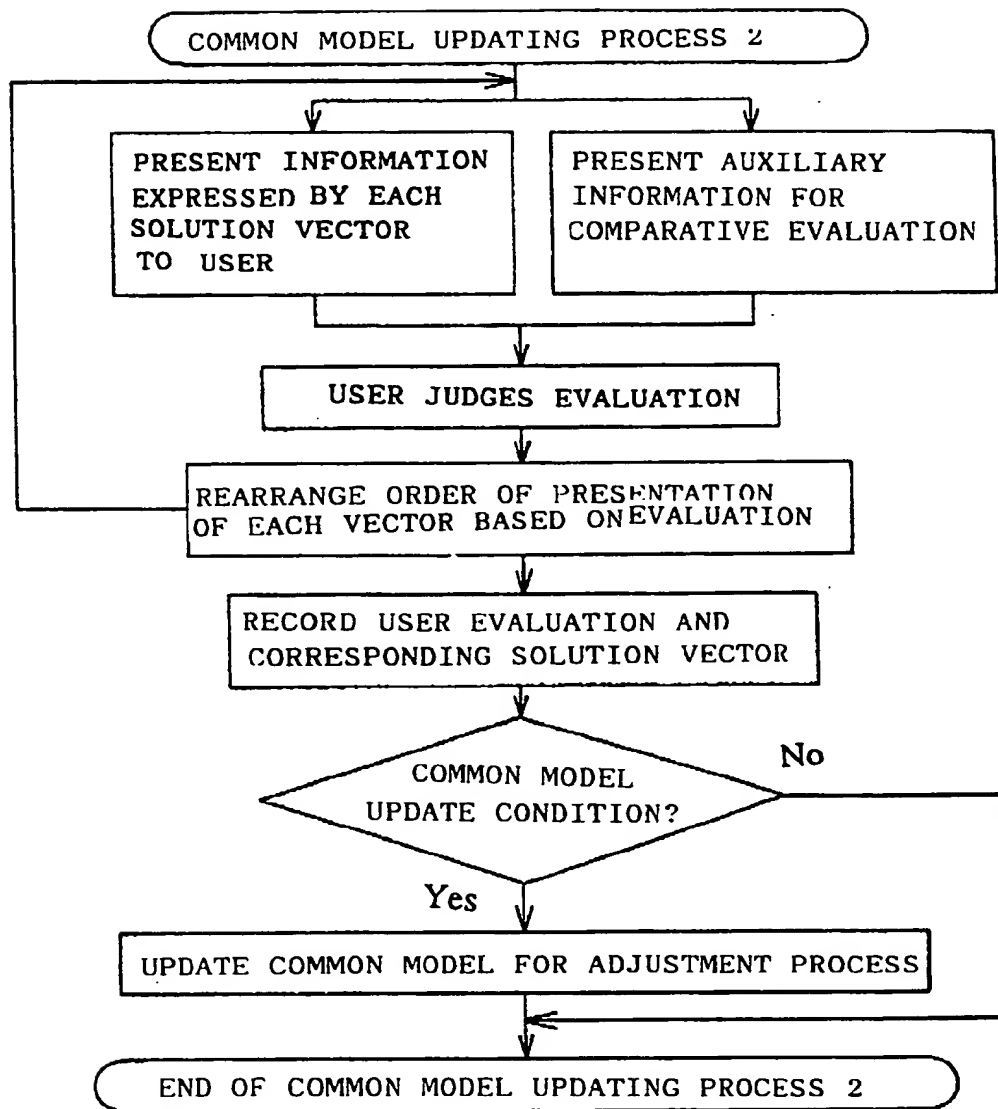 COMMON MODEL UPDATING PROCESS 2
PRESENT INFORMATION
EXPRESSED BY EACH
SOLUTION VECTOR
TO USER
PRESENT AUXILIARY
INFORMATION FOR
COMPARATIVE EVALUATION
USER JUDGES EVALUATION
REARRANGE ORDER OF PRESENTATION
OF EACH VECTOR BASED ON EVALUATION
RECORD USER EVALUATION AND
CORRESPONDING SOLUTION VECTOR
COMMON MODEL
UPDATE CONDITION?
No
Yes
UPDATE COMMON MODEL FOR ADJUSTMENT PROCESS
END OF COMMON MODEL UPDATING PROCESS 2